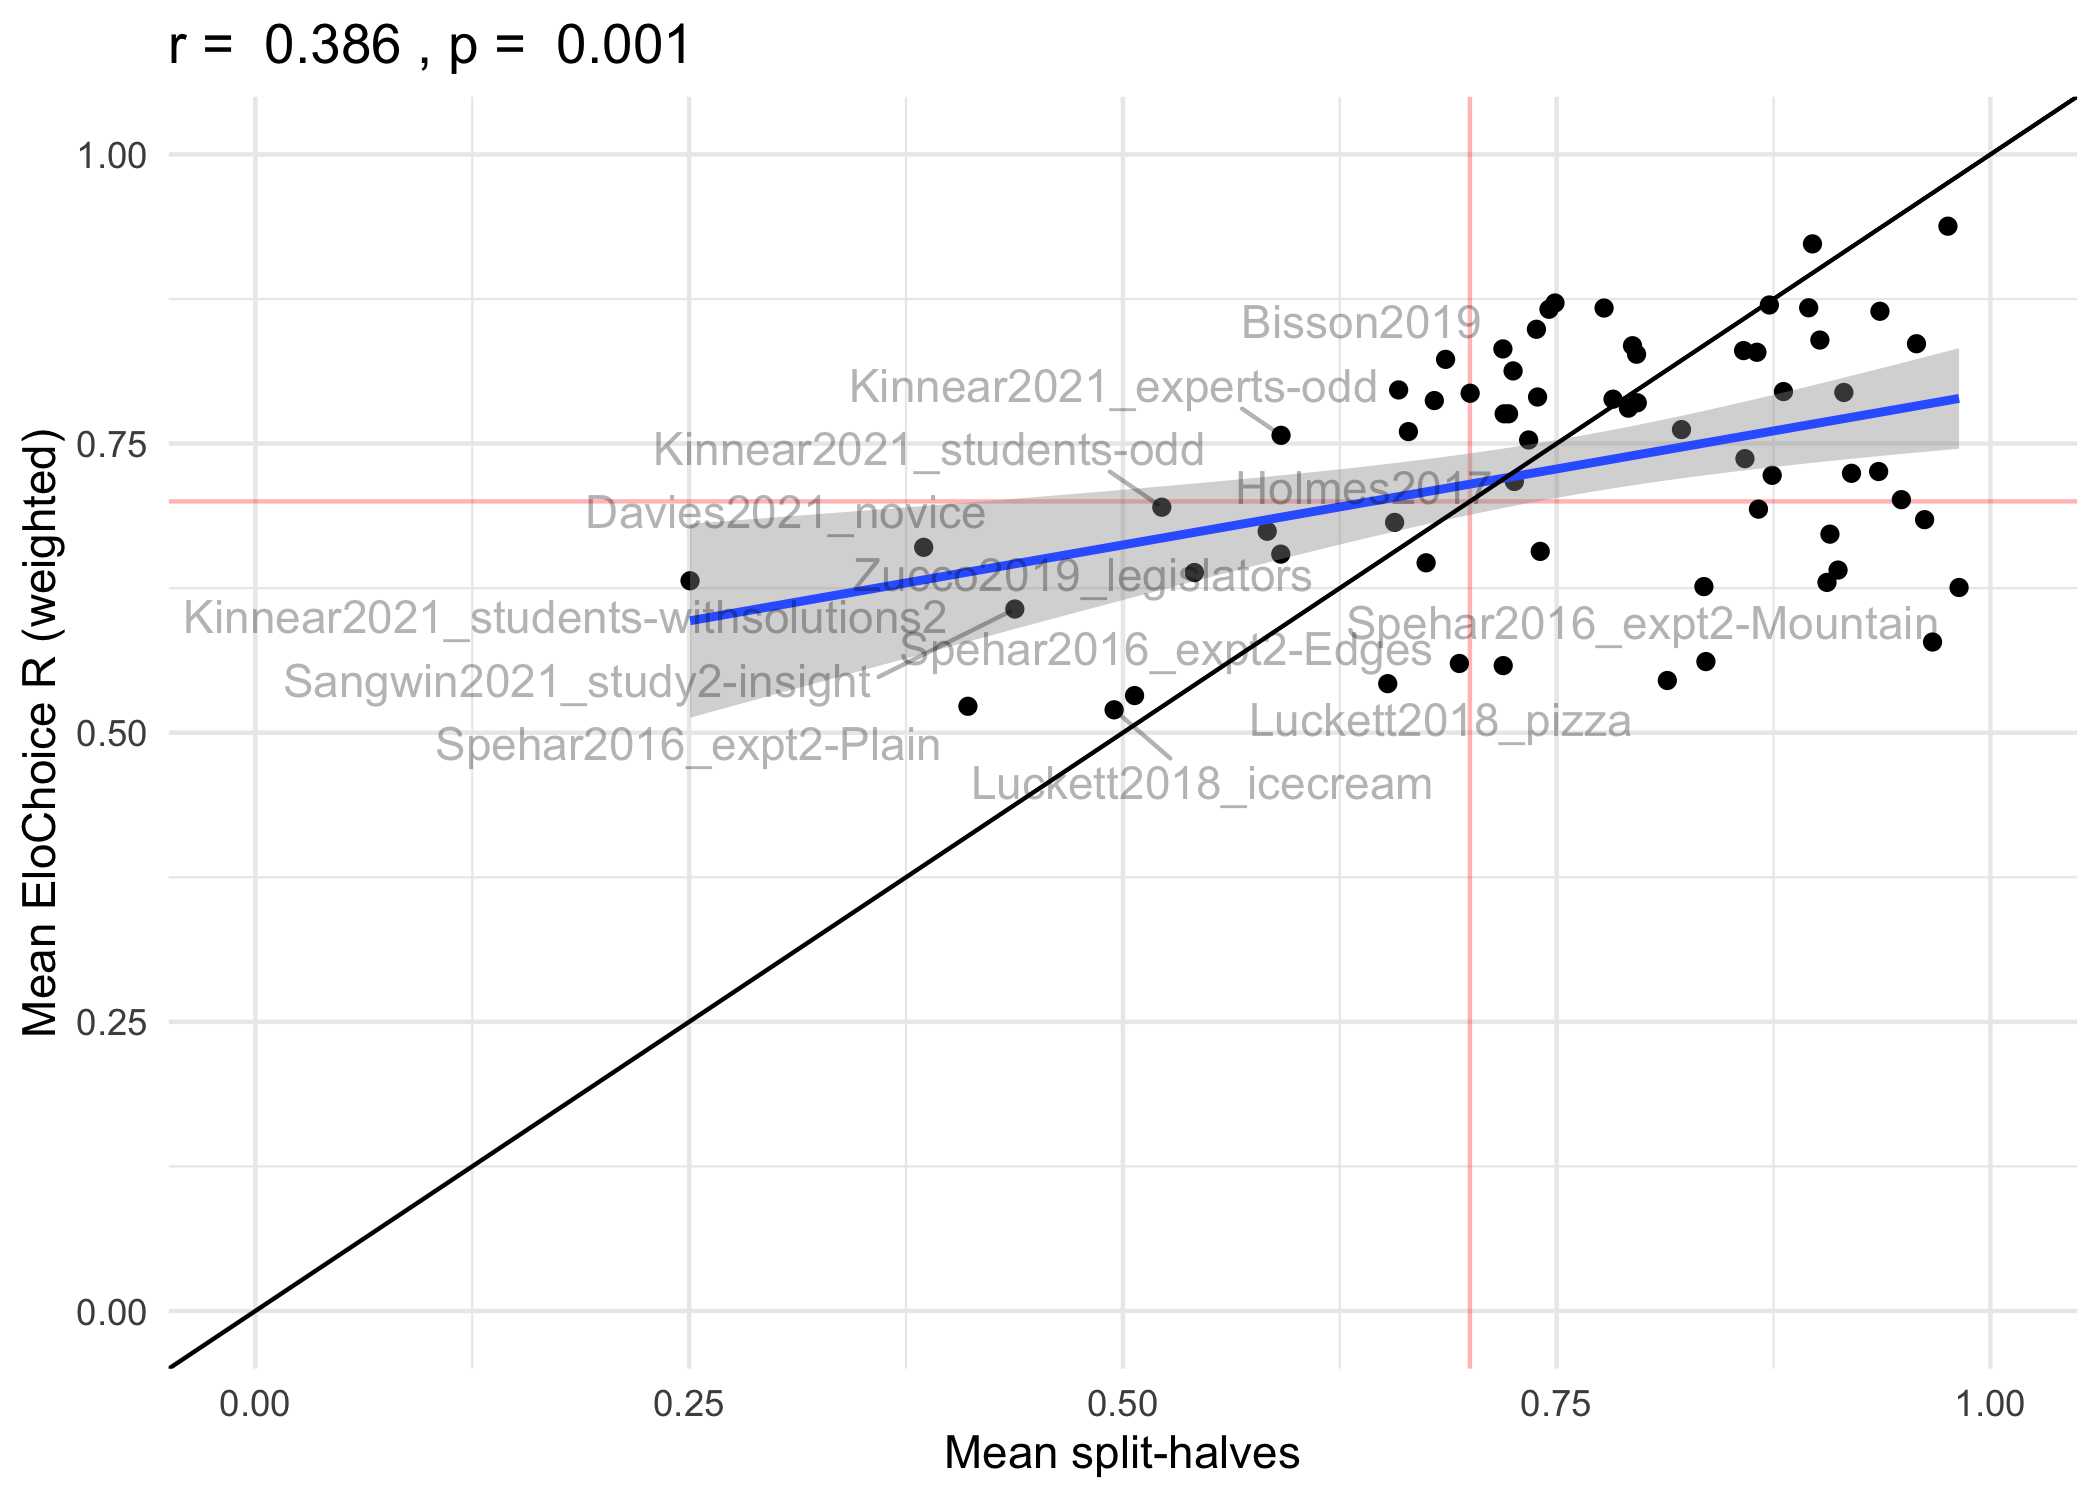 r =  0.386 , p =  0.001
Mean EloChoice R (weighted)
1.00
0.75
0.50
0.25
0.00
Bisson2019
Kinnear2021_experts-odd
Kinnear2021_students-odd
Holmes2017
Davies2021_novice
Zucco2019_legislators
Kinnear2021_students-withsolutions2
Spehar2016_expt2-Mountain
Spehar2016_expt2-Edges
Sangwin2021_study2-insight
Luckett2018_pizza
Spehar2016_expt2-Plain
Luckett2018_icecream
0.00 0.25 0.50 0.75 1.00
Mean split-halves